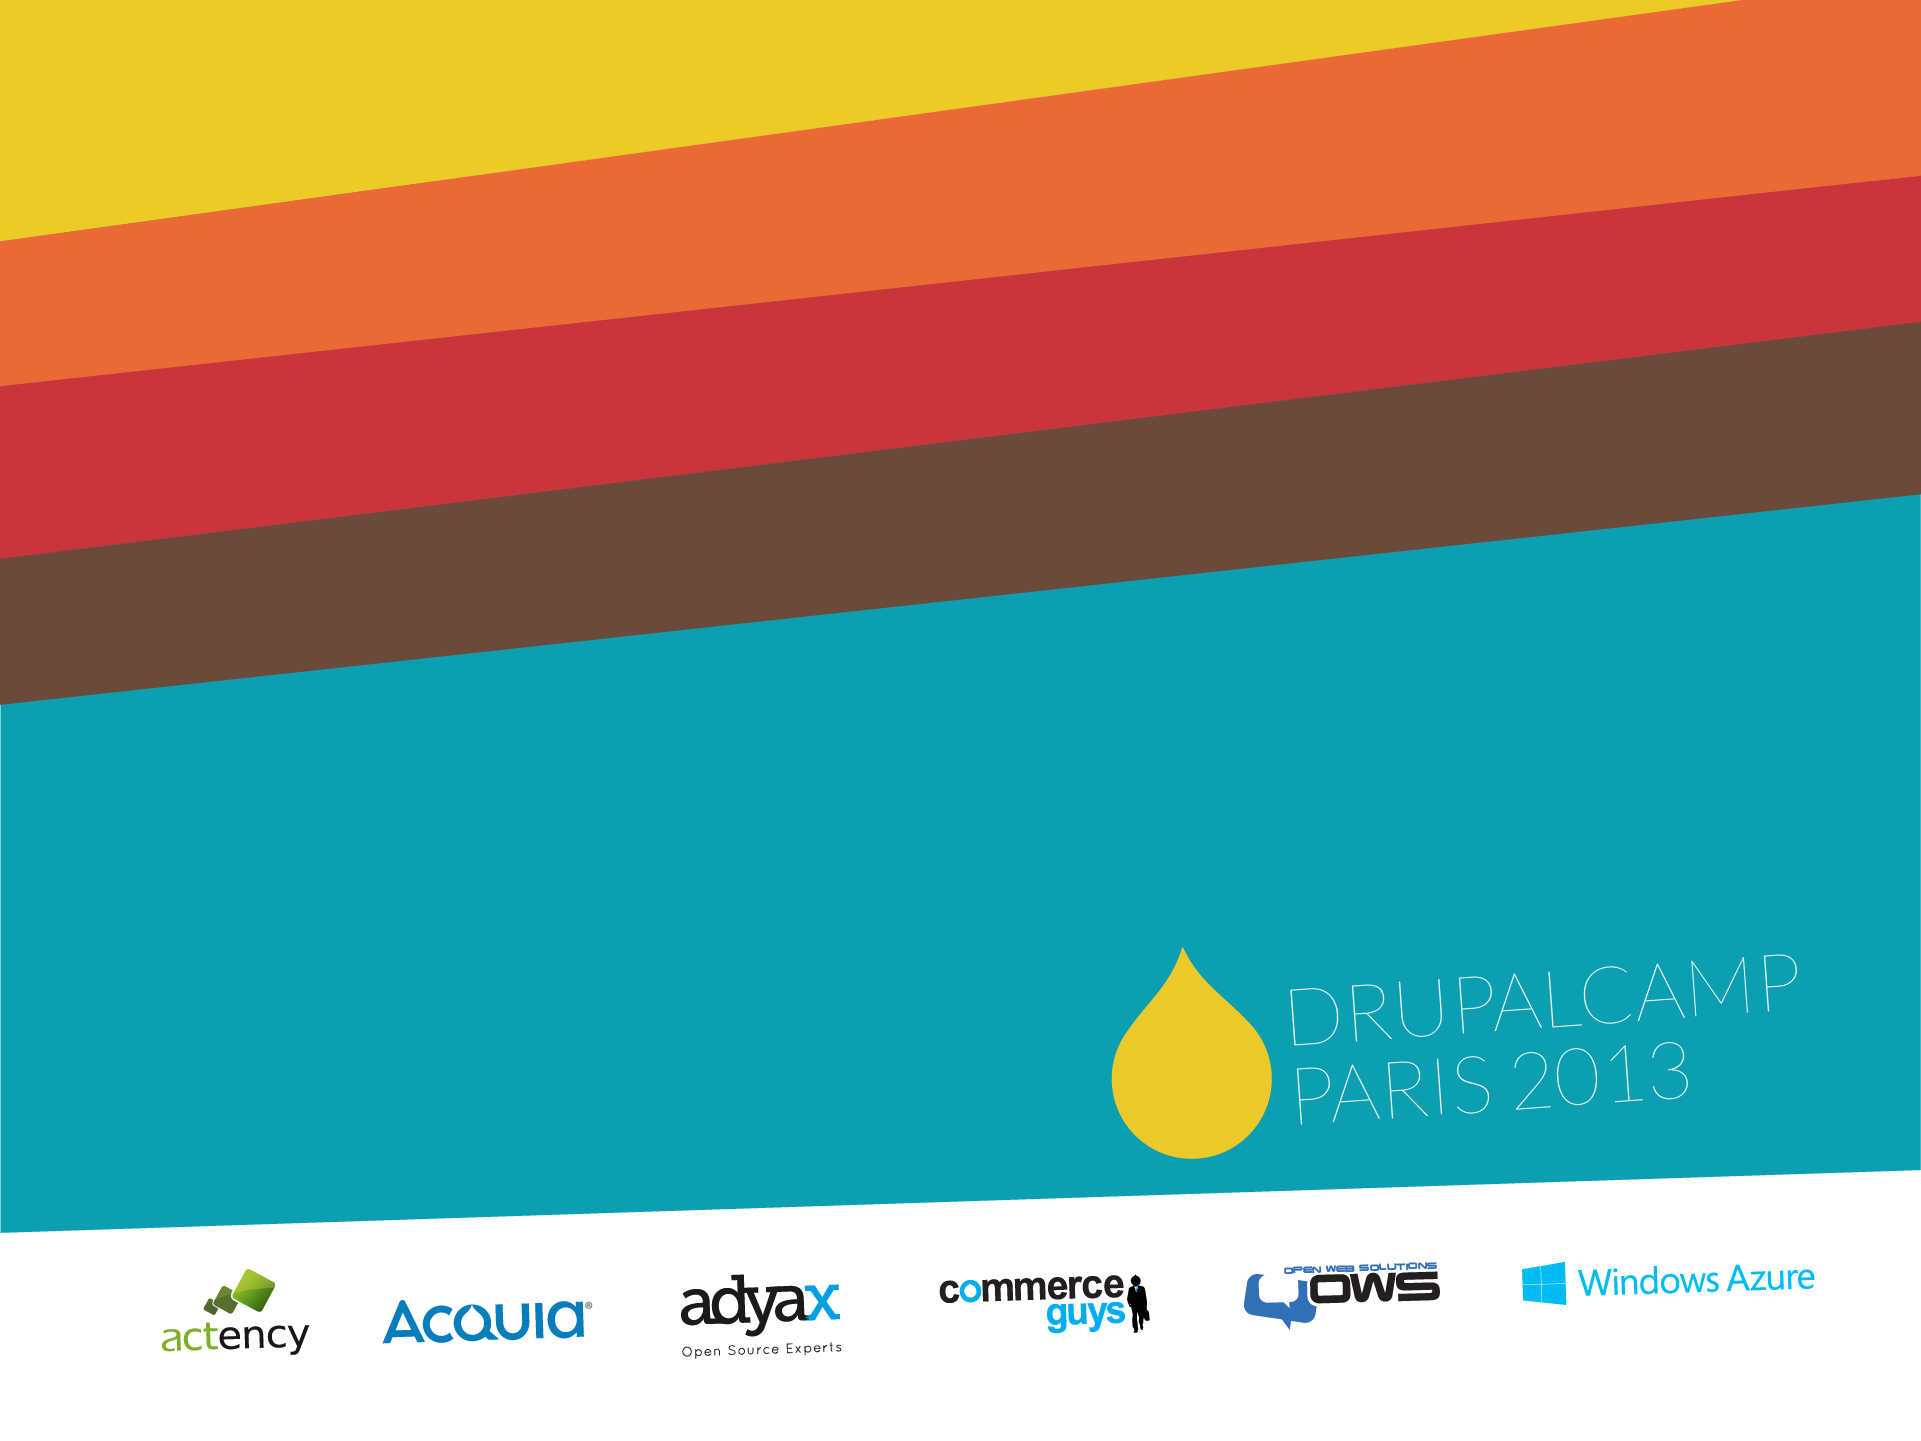 DRUPALCAMP
PARIS 2013
actency
Acquia®
adyax
Open Source Experts
commerce
guys
OPEN WEB SOLUTIONS
OWS
Windows Azure